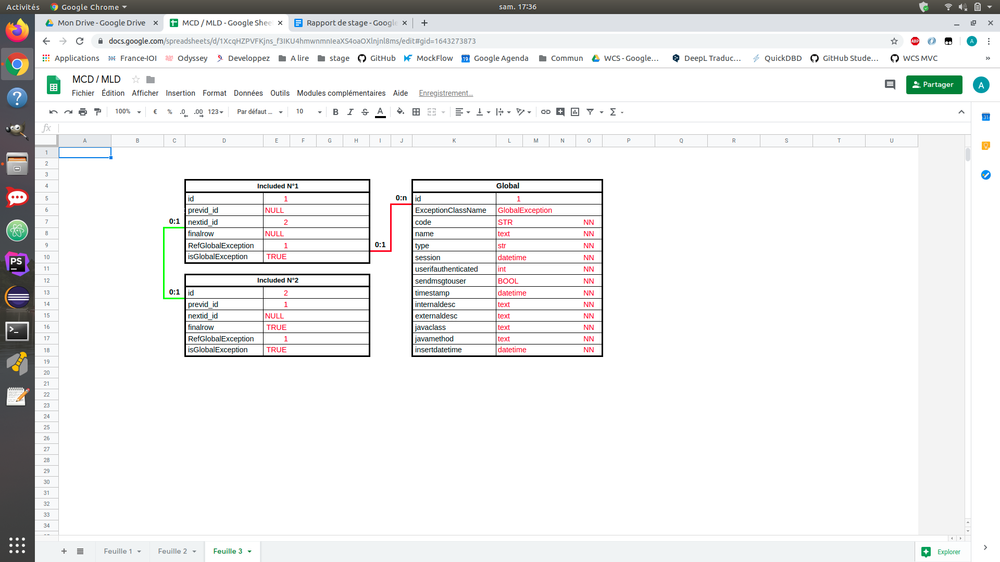 Activités Google Chrome sam. 17:36
Mon Drive - Google Drive MCD / MLD - Google Shee Rapport de stage - Google
docs.google.com/spreadsheets/d/1XcqHZPVFKjns_f3IKU4hmwnmnIeaXS4oaOXlnjnl8ms/edit#gid=1643273873 ABP A
Applications France-IOI Odyssey Developpez A lire stage GitHub MockFlow 19 Google Agenda Commun WCS - Google... DeepL Traduc... QuickDBD GitHub Stude... WCS MVC »
MCD / MLD Partager A
Fichier Édition Afficher Insertion Format Données Outils Modules complémentaires Aide Enregistrement...
100% € % .0 .00 123 Par défaut ... 10 B I S A Σ
31
fx
A B C D E F G H I J K L M N O P Q R S T U
1
2
3
4 Included N°1 Global
5 id 1 0:n id 1
6 previd_id NULL ExceptionClassName GlobalException
7 0:1 nextid_id 2 code STR NN
8 finalrow NULL name text NN
9 RefGlobalException 1 0:1 type str NN
10 isGlobalException TRUE session datetime NN
11 userifauthenticated int NN
12 Included N°2 sendmsgtouser BOOL NN
13 0:1 id 2 timestamp datetime NN
14 previd_id 1 internaldesc text NN
15 nextid_id NULL externaldesc text NN
16 finalrow TRUE javaclass text NN
17 RefGlobalException 1 javamethod text NN
18 isGlobalException TRUE insertdatetime datetime NN
19
20
21
22
23
24
25
26
27
28
29
30
31
32
33
34
PS
Feuille 1 Feuille 2 Feuille 3 Explorer